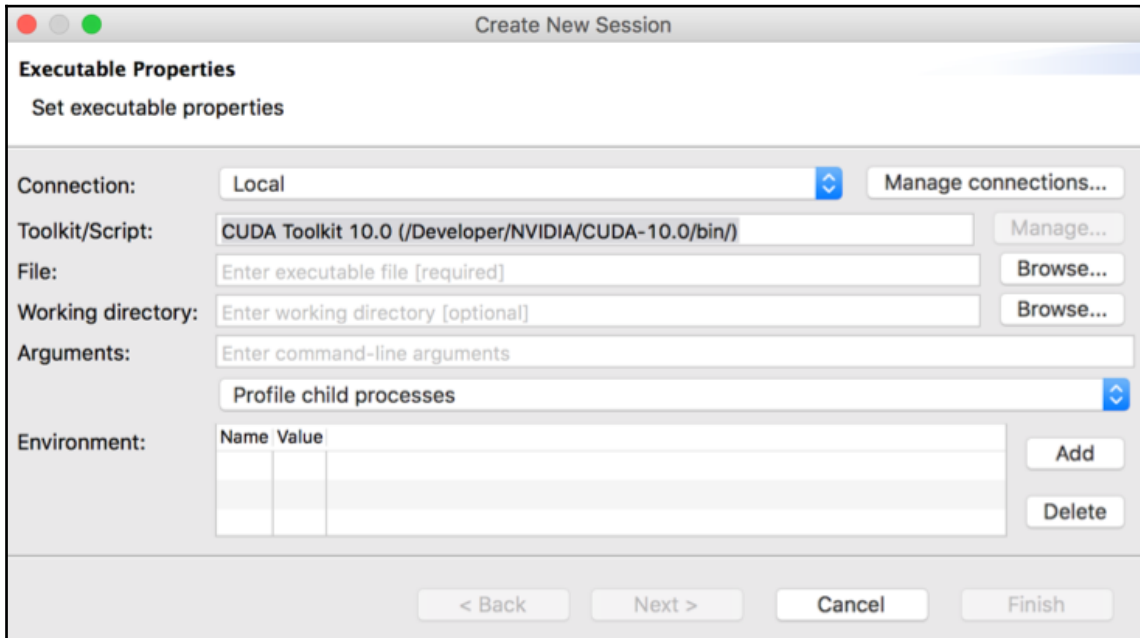 Create New Session
Executable Properties
Set executable properties
Connection: Local Manage connections...
Toolkit/Script: CUDA Toolkit 10.0 (/Developer/NVIDIA/CUDA-10.0/bin/) Manage...
File: Enter executable file [required] Browse...
Working directory: Enter working directory [optional] Browse...
Arguments: Enter command-line arguments
Profile child processes
Environment: Name Value Add
Delete
< Back Next > Cancel Finish